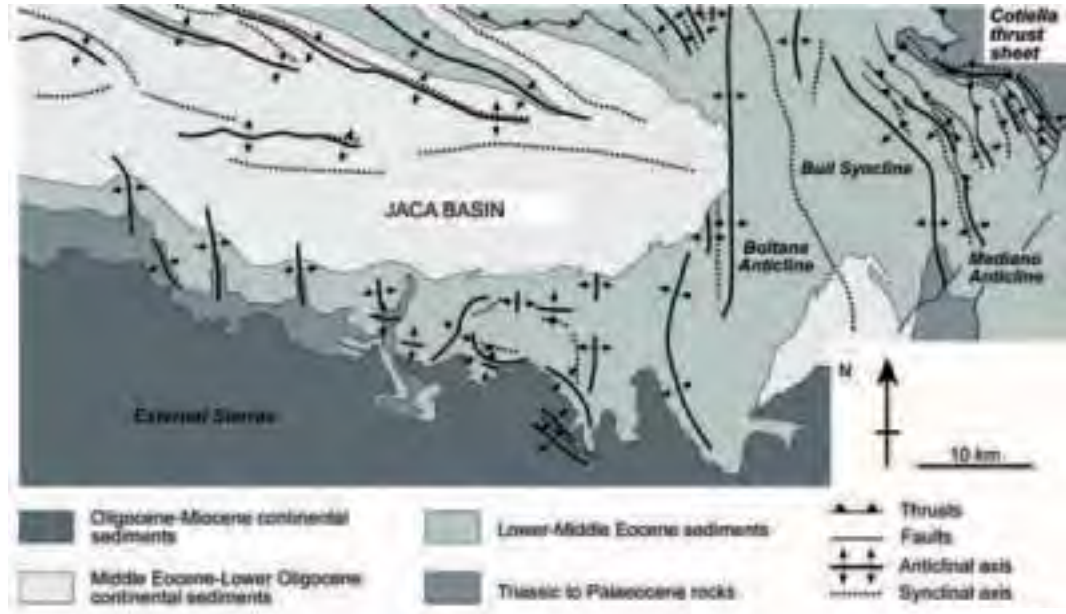 Cotiella
thrust
sheet
Buil Syncline
JACA BASIN
Boltana
Anticline
Mediano
Anticline
N
External Sierras
10 km
Oligocene-Miocene continental
sediments
Lower-Middle Eocene sediments
Middle Eocene-Lower Oligocene
continental sediments
Triassic to Palaeocene rocks
Thrusts
Faults
Anticlinal axis
Synclinal axis